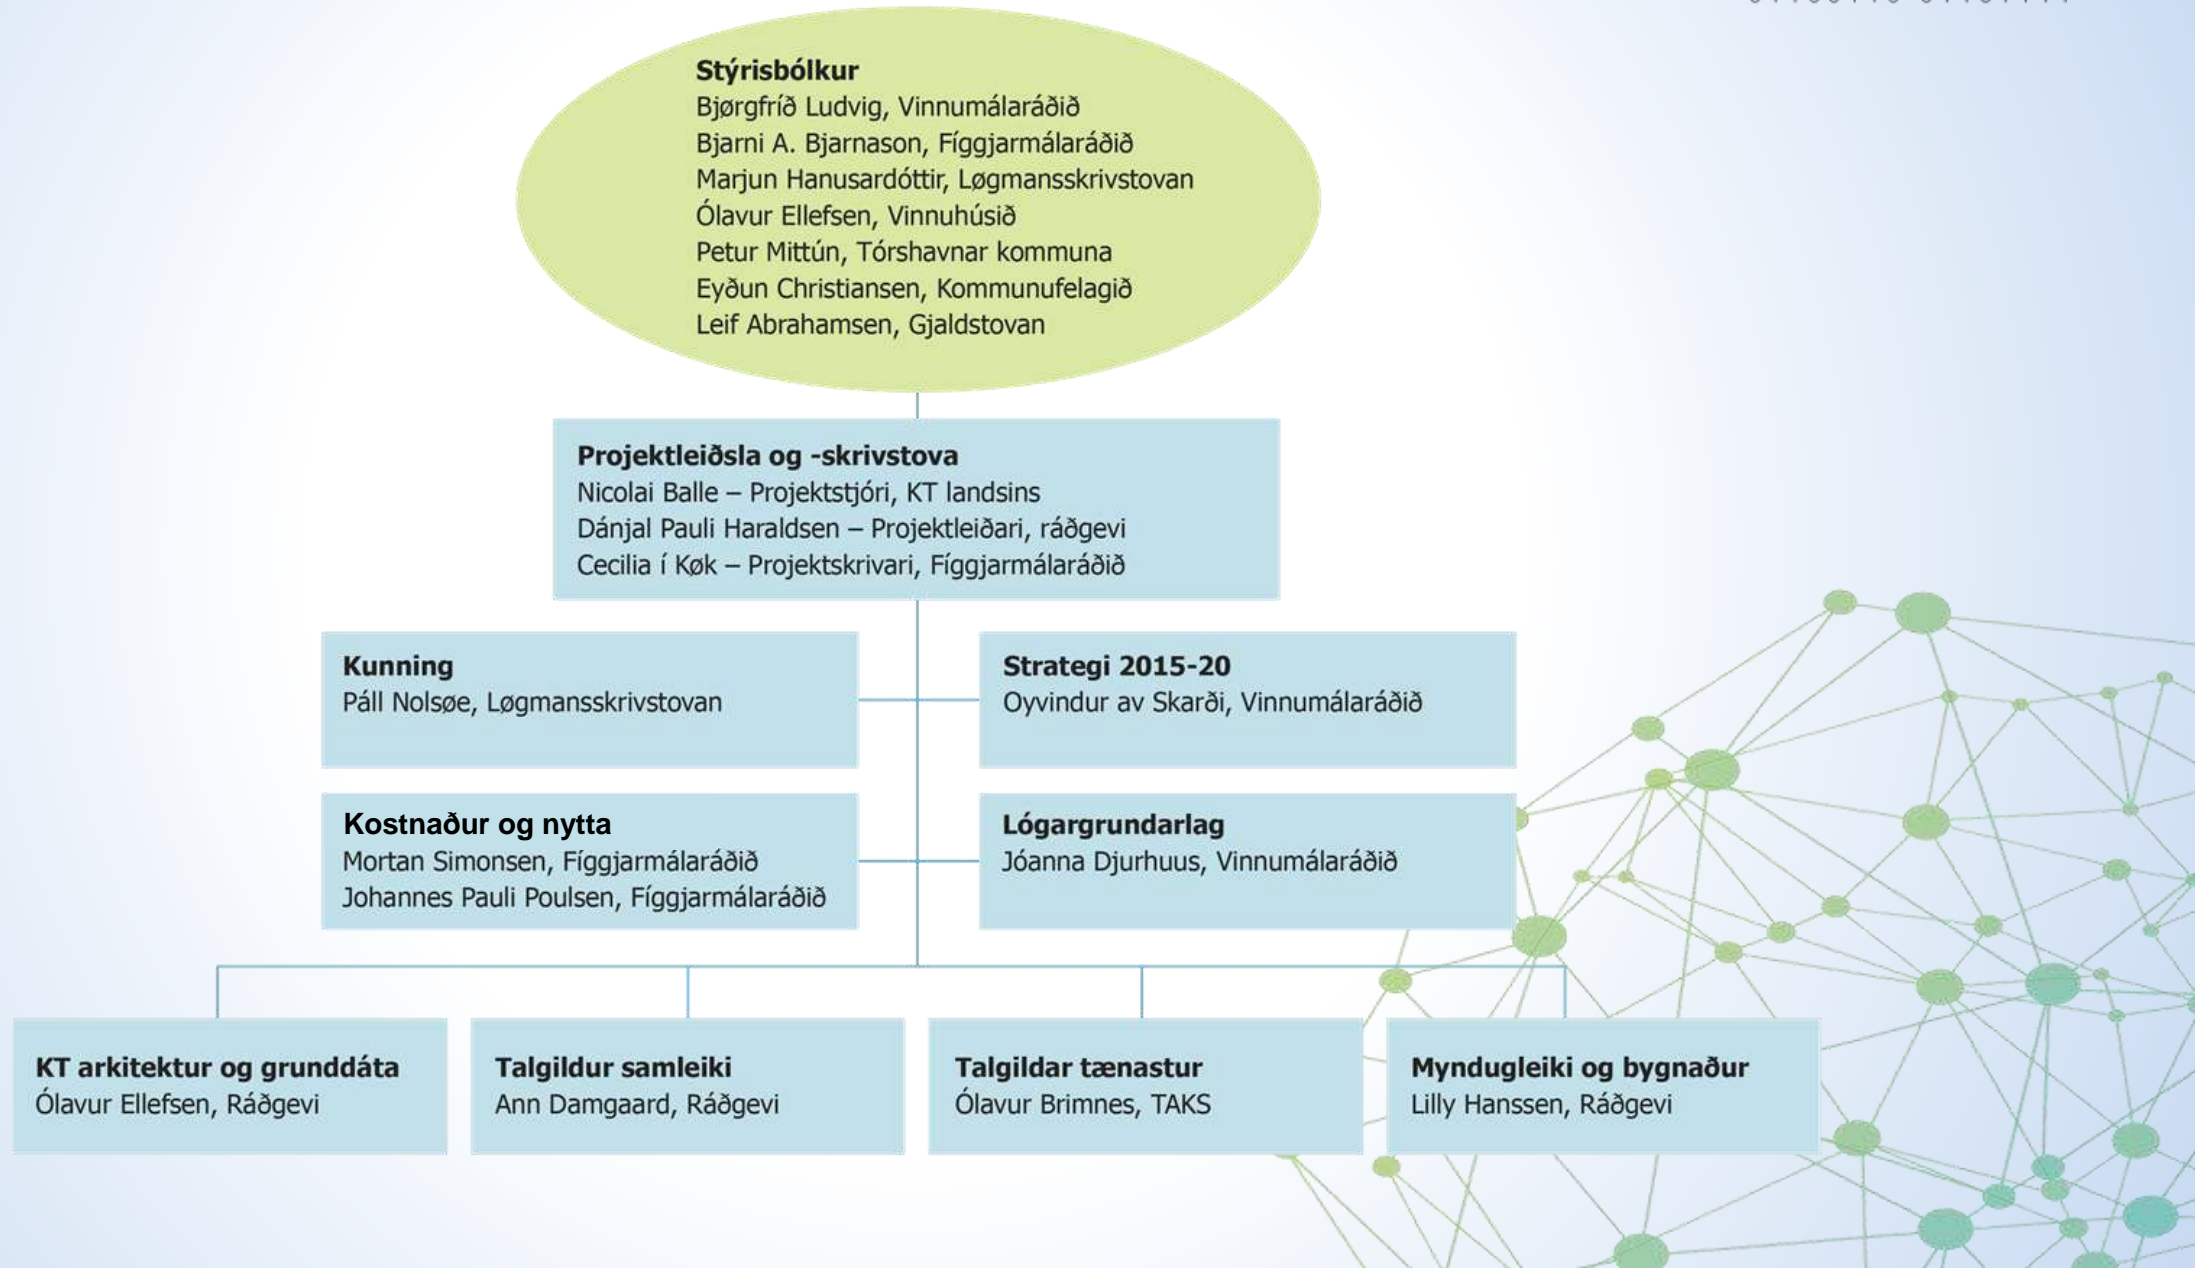 Stýrisbólkur
Bjørgfríð Ludvig, Vinnumálaráðið
Bjarni A. Bjarnason, Fíggjarmálaráðið
Marjun Hanusardóttir, Løgmansskrivstovan
Ólavur Ellefsen, Vinnuhúsið
Petur Mittún, Tórshavnar kommuna
Eyðun Christiansen, Kommunufelagið
Leif Abrahamsen, Gjaldstovan
Projektleiðsla og -skrivstova
Nicolai Balle – Projektstjóri, KT landsins
Dánjal Pauli Haraldsen – Projektleiðari, ráðgevi
Cecilia í Køk – Projektskrivari, Fíggjarmálaráðið
Kunning
Páll Nolsøe, Løgmansskrivstovan
Strategi 2015-20
Oyvindur av Skarði, Vinnumálaráðið
Kostnaður og nytta
Mortan Simonsen, Fíggjarmálaráðið
Johannes Pauli Poulsen, Fíggjarmálaráðið
Lógargrundarlag
Jóanna Djurhuus, Vinnumálaráðið
KT arkitektur og grunddáta
Ólavur Ellefsen, Ráðgevi
Talgildur samleiki
Ann Damgaard, Ráðgevi
Talgildar tænastur
Ólavur Brimnes, TAKS
Myndugleiki og bygnaður
Lilly Hanssen, Ráðgevi